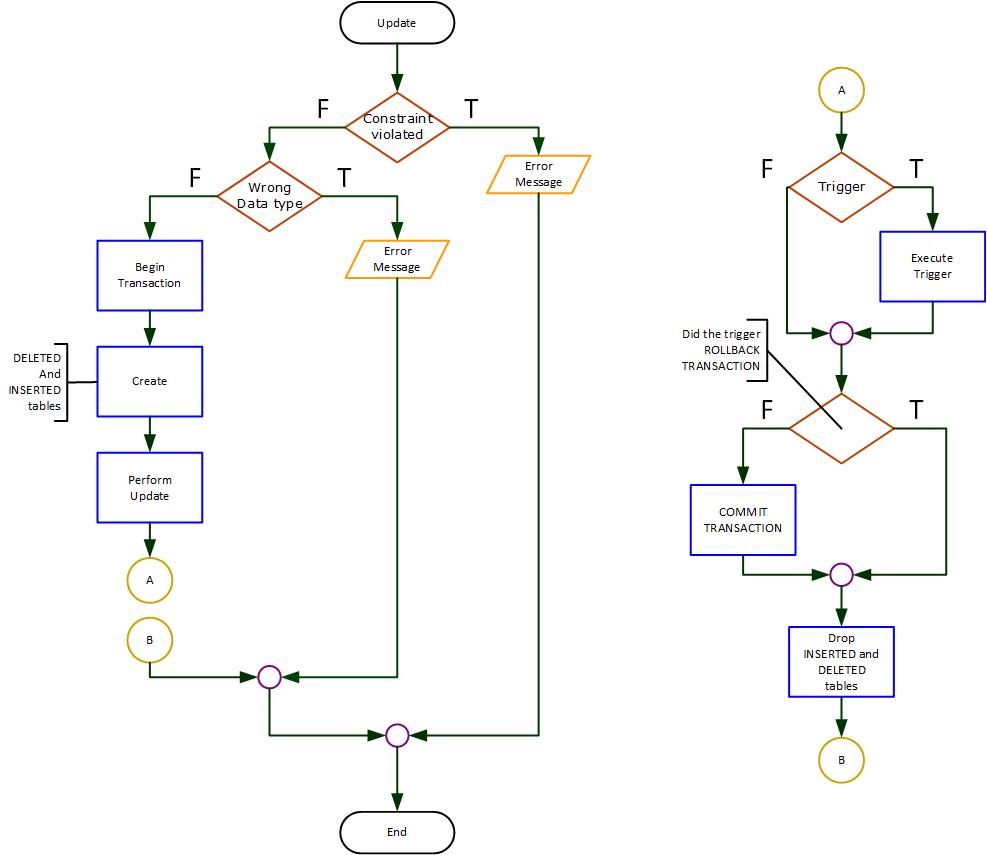 Update
F
T
Constraint
violated
Error
Message
F
T
Wrong
Data type
Error
Message
Begin
Transaction
DELETED
And
INSERTED
tables
Create
Perform
Update
A
B
End
A
F
T
Trigger
Execute
Trigger
Did the trigger
ROLLBACK
TRANSACTION
F
T
COMMIT
TRANSACTION
Drop
INSERTED and
DELETED
tables
B